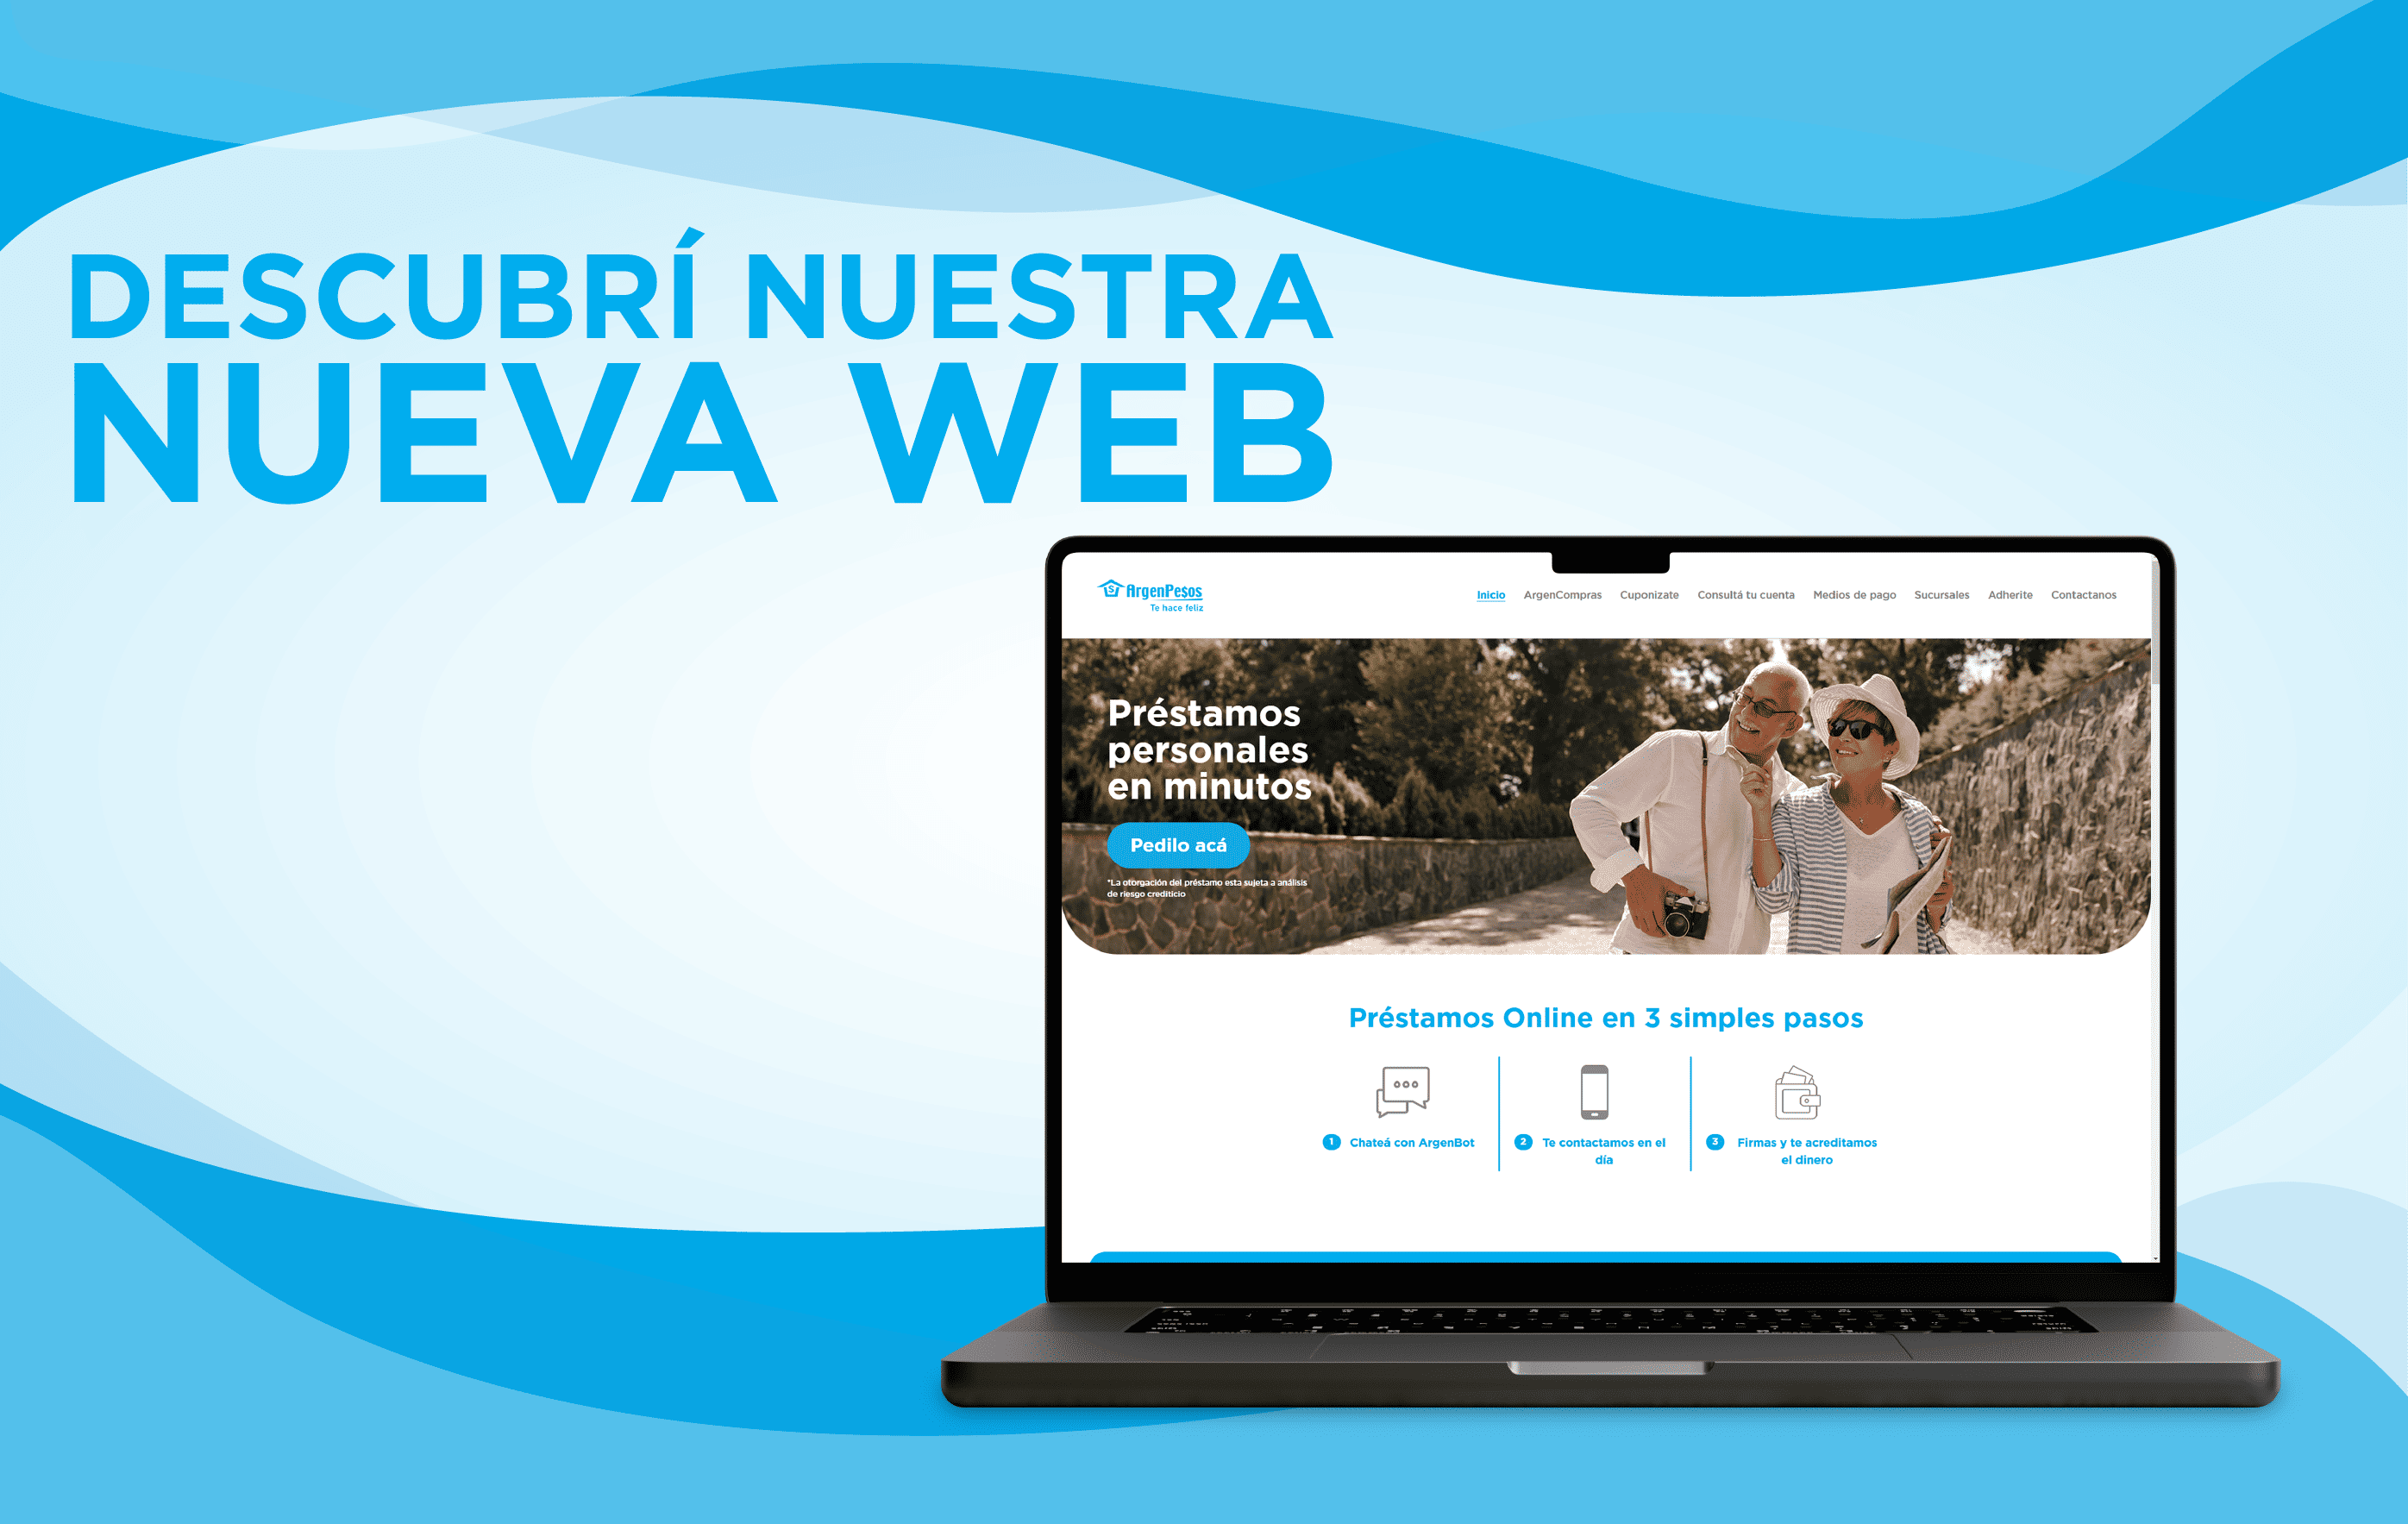 DESCUBRÍ NUESTRA
NUEVA WEB
ArgenPe$os
Te hace feliz
Inicio ArgenCompras Cuponizate Consultá tu cuenta Medios de pago Sucursales Adherite Contactanos
Préstamos
personales
en minutos
Pedilo acá
*La otorgación del préstamo esta sujeta a análisis
de riesgo crediticio
Préstamos Online en 3 simples pasos
1 Chateá con ArgenBot
2 Te contactamos en el
día
3 Firmas y te acreditamos
el dinero